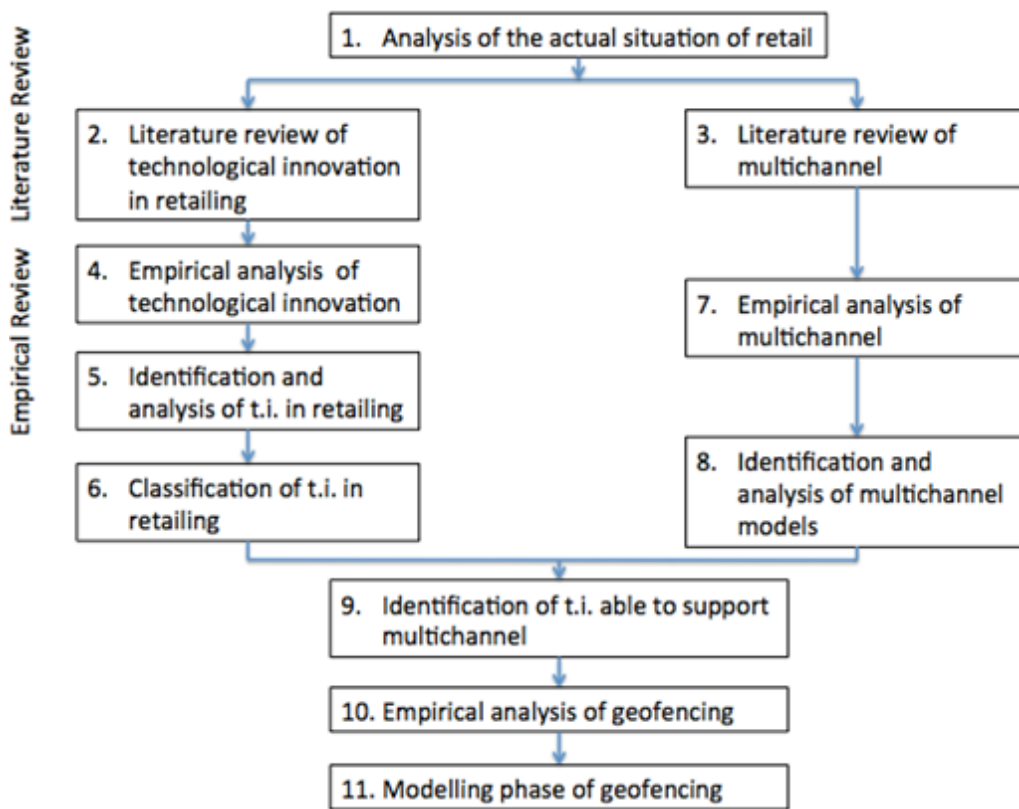 Literature Review
Empirical Review
1. Analysis of the actual situation of retail
2. Literature review of
technological innovation
in retailing
3. Literature review of
multichannel
4. Empirical analysis of
technological innovation
5. Identification and
analysis of t.i. in retailing
6. Classification of t.i. in
retailing
7. Empirical analysis of
multichannel
8. Identification and
analysis of multichannel
models
9. Identification of t.i. able to support
multichannel
10. Empirical analysis of geofencing
11. Modelling phase of geofencing